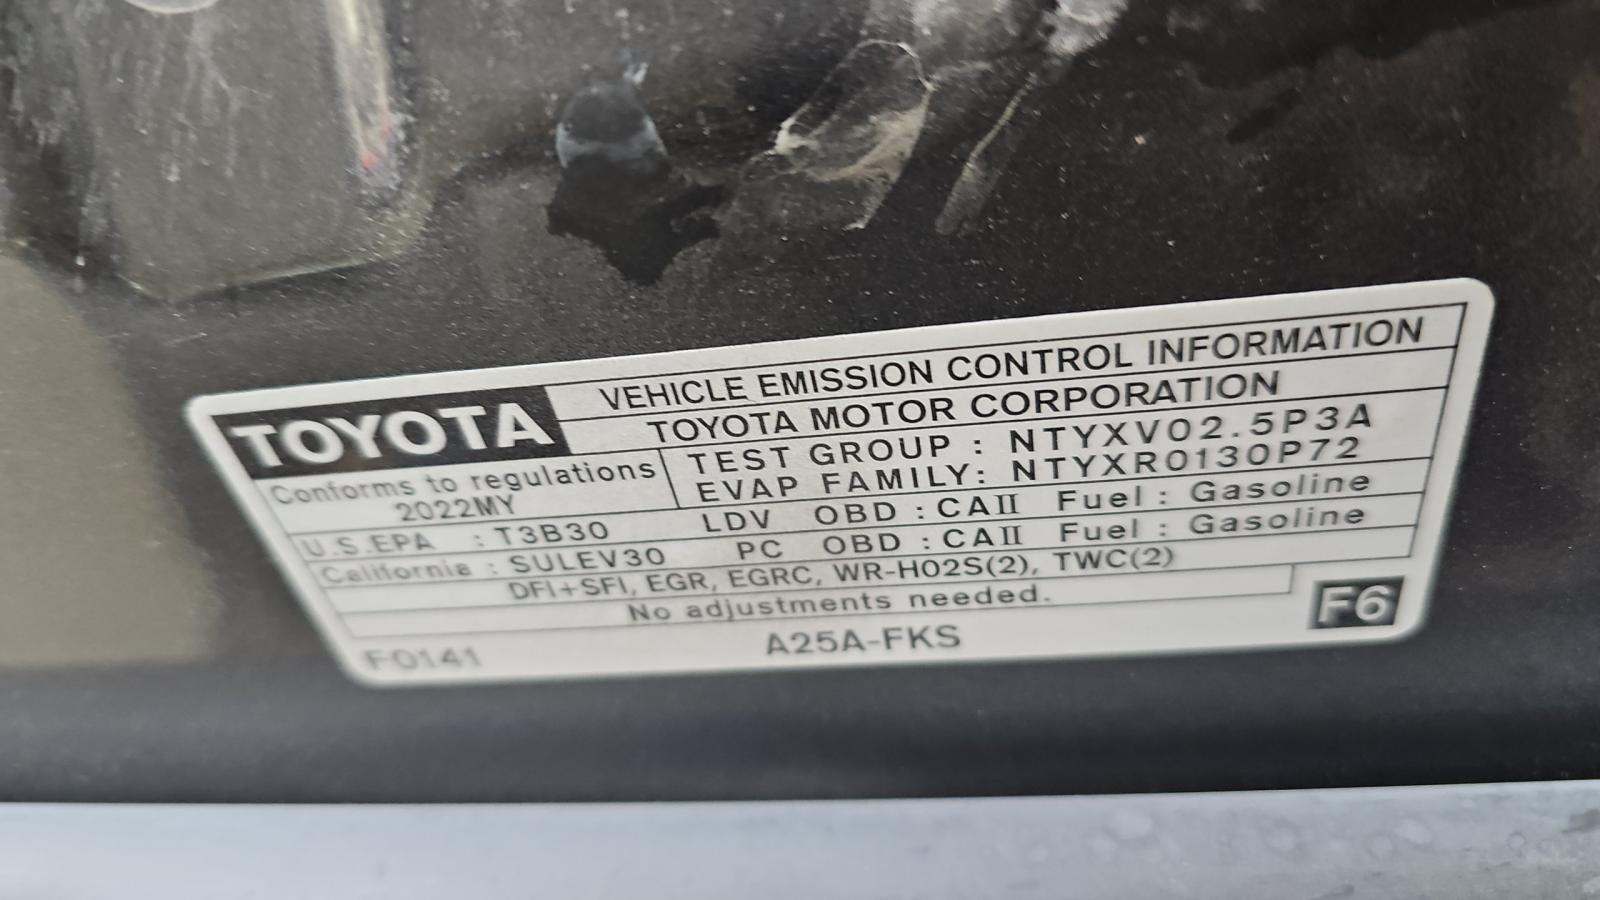 TOYOTA
VEHICLE EMISSION CONTROL INFORMATION
TOYOTA MOTOR CORPORATION
Conforms to regulations
2022MY
TEST GROUP : NTYXV02.5P3A
EVAP FAMILY: NTYXR0130P72
U.S.EPA : T3B30 LDV OBD : CAII Fuel : Gasoline
California : SULEV30 PC OBD : CAII Fuel : Gasoline
DFI+SFI, EGR, EGRC, WR-HO2S(2), TWC(2)
No adjustments needed.
F0141 A25A-FKS F6